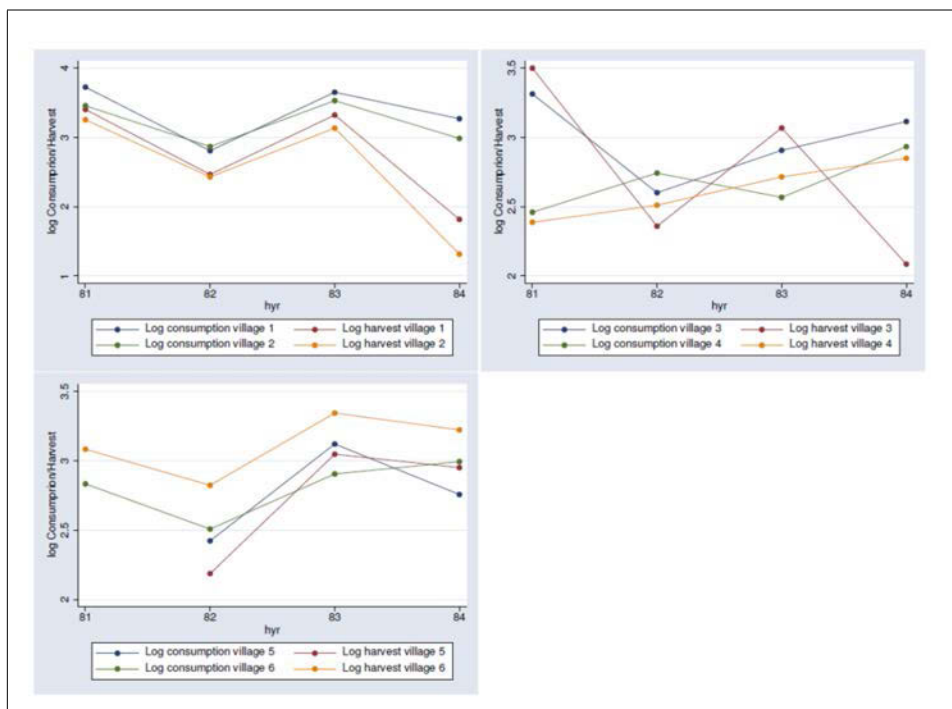 log Consumprion/Harvest
4
3
2
1
81 82 83 84
hyr
Log consumption village 1 Log harvest village 1
Log consumption village 2 Log harvest village 2
log Consumprion/Harvest
3.5
3
2.5
2
81 82 83 84
hyr
Log consumption village 3 Log harvest village 3
Log consumption village 4 Log harvest village 4
log Consumprion/Harvest
3.5
3
2.5
2
81 82 83 84
hyr
Log consumption village 5 Log harvest village 5
Log consumption village 6 Log harvest village 6